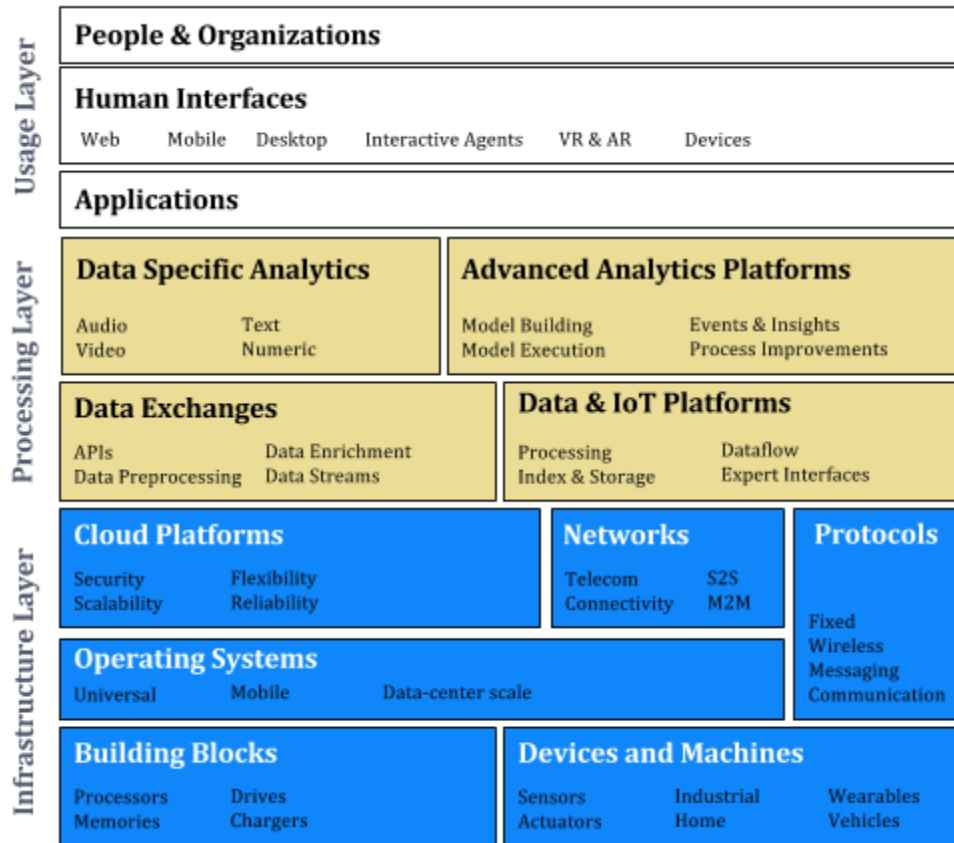 Usage Layer
People & Organizations
Human Interfaces
Web Mobile Desktop Interactive Agents VR & AR Devices
Applications
Processing Layer
Data Specific Analytics
Audio Text
Video Numeric
Advanced Analytics Platforms
Model Building Events & Insights
Model Execution Process Improvements
Data Exchanges
APIs Data Enrichment
Data Preprocessing Data Streams
Data & IoT Platforms
Processing Dataflow
Index & Storage Expert Interfaces
Infrastructure Layer
Cloud Platforms
Security Flexibility
Scalability Reliability
Networks
Telecom S2S
Connectivity M2M
Protocols
Fixed
Wireless
Messaging
Communication
Operating Systems
Universal Mobile Data-center scale
Building Blocks
Processors Drives
Memories Chargers
Devices and Machines
Sensors Industrial Wearables
Actuators Home Vehicles